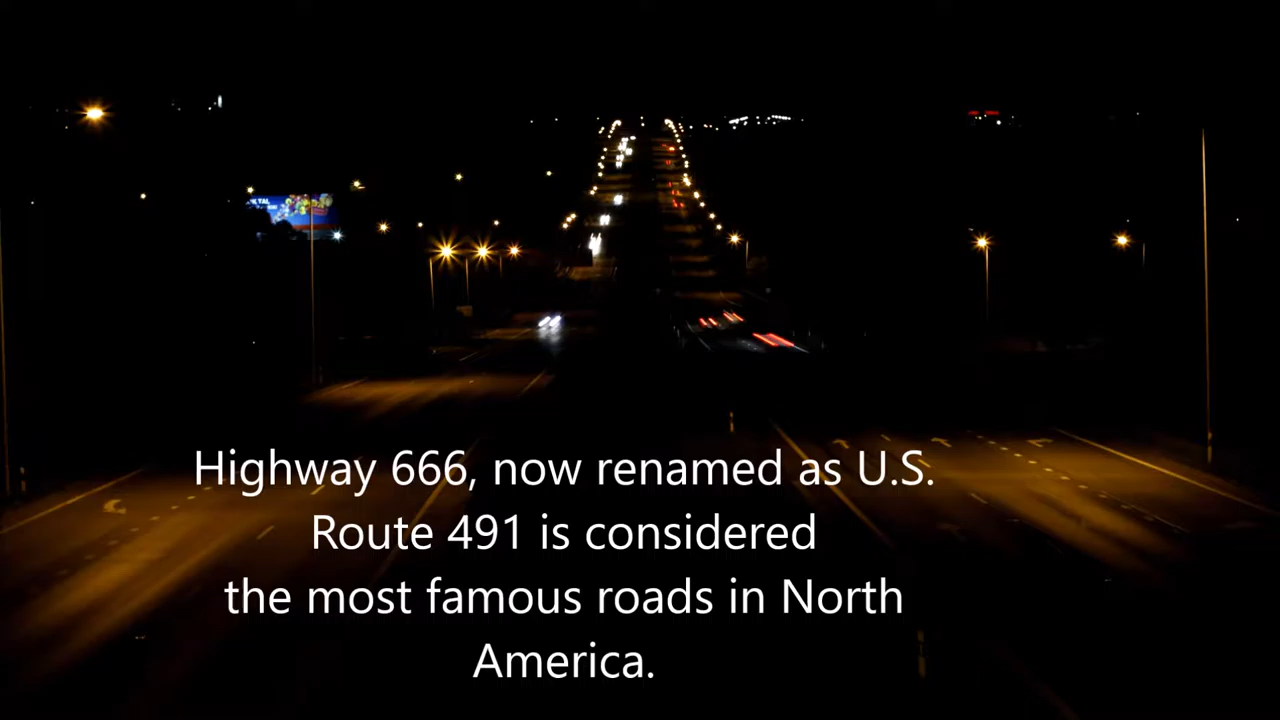 Highway 666, now renamed as U.S.
Route 491 is considered
the most famous roads in North
America.